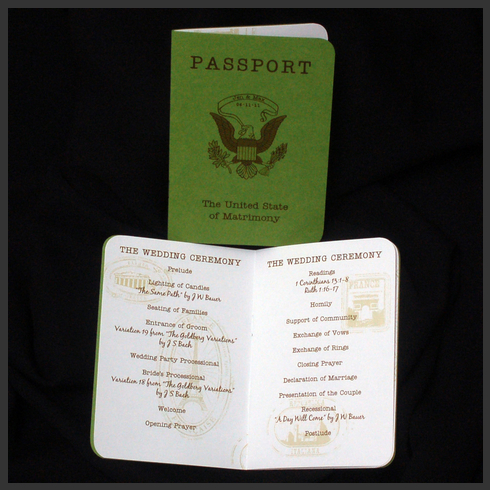 PASSPORT
The United State
of Matrimony
THE WEDDING CEREMONY
Prelude
Lighting of Candles
"The Same Path" by J W Bauer
Seating of Families
Entrance of Groom
Variation 19 from "The Goldberg Variations"
by J S Bach
Wedding Party Processional
Bride's Processional
Variation 18 from "The Goldberg Variations"
by J S Bach
Welcome
Opening Prayer
THE WEDDING CEREMONY
Readings
1 Corinthians 13:1-8
Ruth 1:16-17
Homily
Support of Community
Exchange of Vows
Exchange of Rings
Closing Prayer
Declaration of Marriage
Presentation of the Couple
Recessional
"A Day Will Come" by J W Bauer
Postlude
FRANCE